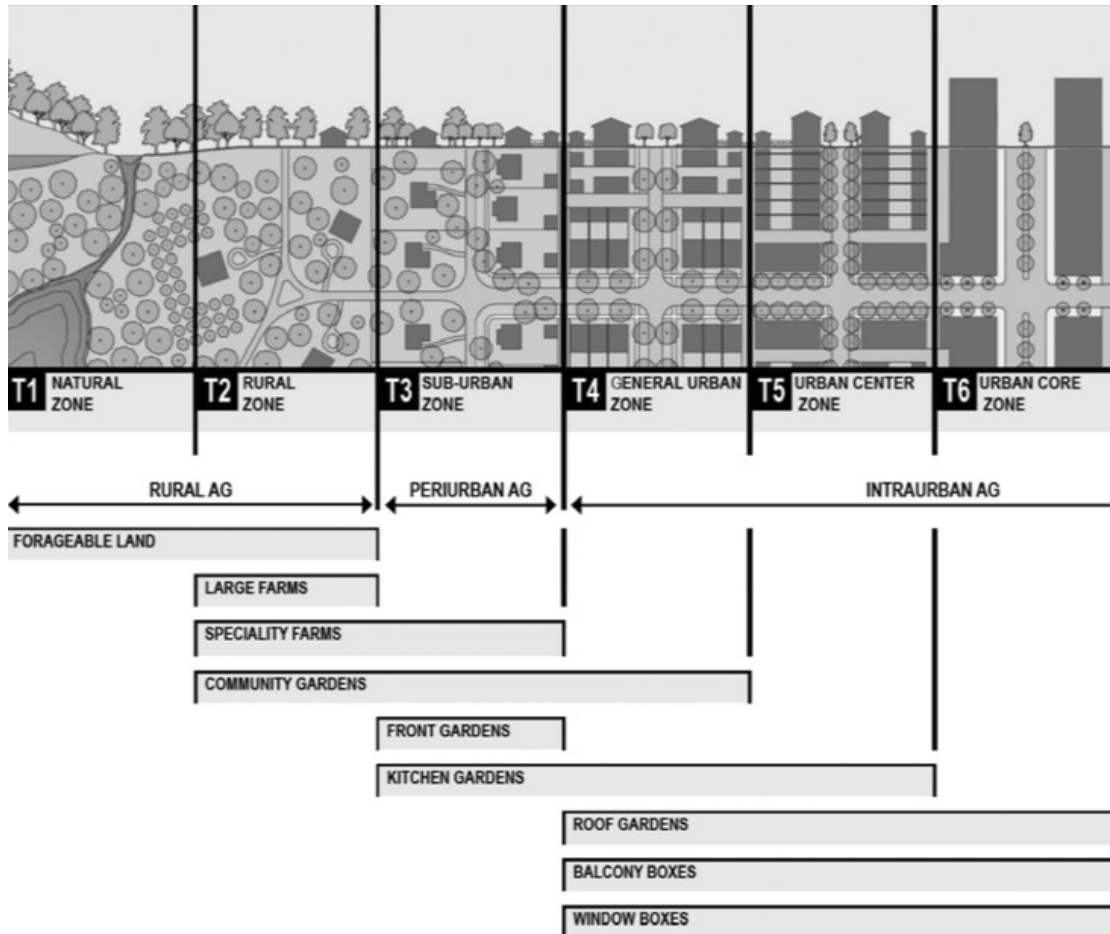 T1 NATURAL ZONE
T2 RURAL ZONE
T3 SUB-URBAN ZONE
T4 GENERAL URBAN ZONE
T5 URBAN CENTER ZONE
T6 URBAN CORE ZONE
RURAL AG
PERIURBAN AG
INTRAURBAN AG
FORAGEABLE LAND
LARGE FARMS
SPECIALITY FARMS
COMMUNITY GARDENS
FRONT GARDENS
KITCHEN GARDENS
ROOF GARDENS
BALCONY BOXES
WINDOW BOXES